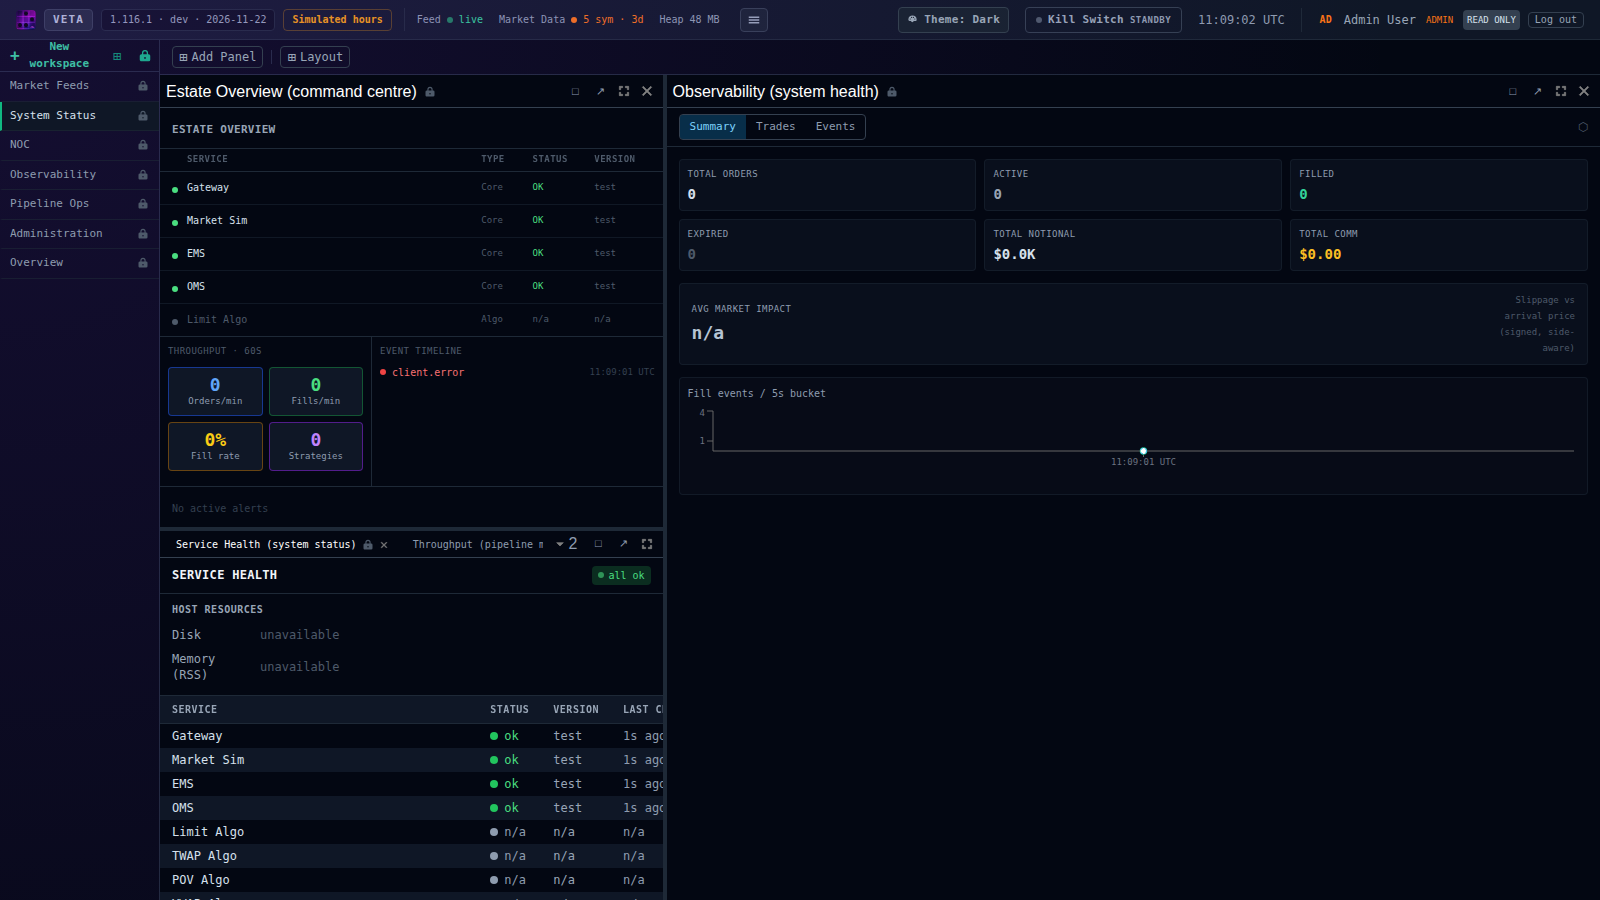 VETA 1.116.1 · dev · 2026-11-22 Simulated hours Feed live Market Data 5 sym · 3d Heap 48 MB Theme: Dark Kill Switch STANDBY 11:09:02 UTC AD Admin User ADMIN READ ONLY Log out
+ New workspace
Market Feeds
System Status
NOC
Observability
Pipeline Ops
Administration
Overview
Add Panel Layout
Estate Overview (command centre)
ESTATE OVERVIEW
SERVICE TYPE STATUS VERSION
Gateway Core OK test
Market Sim Core OK test
EMS Core OK test
OMS Core OK test
Limit Algo Algo n/a n/a
THROUGHPUT · 60S
0
Orders/min
0
Fills/min
0%
Fill rate
0
Strategies
EVENT TIMELINE
client.error 11:09:01 UTC
No active alerts
Service Health (system status) Throughput (pipeline 2
SERVICE HEALTH all ok
HOST RESOURCES
Disk unavailable
Memory (RSS) unavailable
SERVICE STATUS VERSION LAST
Gateway ok test 1s ago
Market Sim ok test 1s ago
EMS ok test 1s ago
OMS ok test 1s ago
Limit Algo n/a n/a n/a
TWAP Algo n/a n/a n/a
POV Algo n/a n/a n/a
Observability (system health)
Summary Trades Events
TOTAL ORDERS
0
ACTIVE
0
FILLED
0
EXPIRED
0
TOTAL NOTIONAL
$0.0K
TOTAL COMM
$0.00
AVG MARKET IMPACT
n/a
Slippage vs
arrival price
(signed, side-
aware)
Fill events / 5s bucket
4
1
11:09:01 UTC